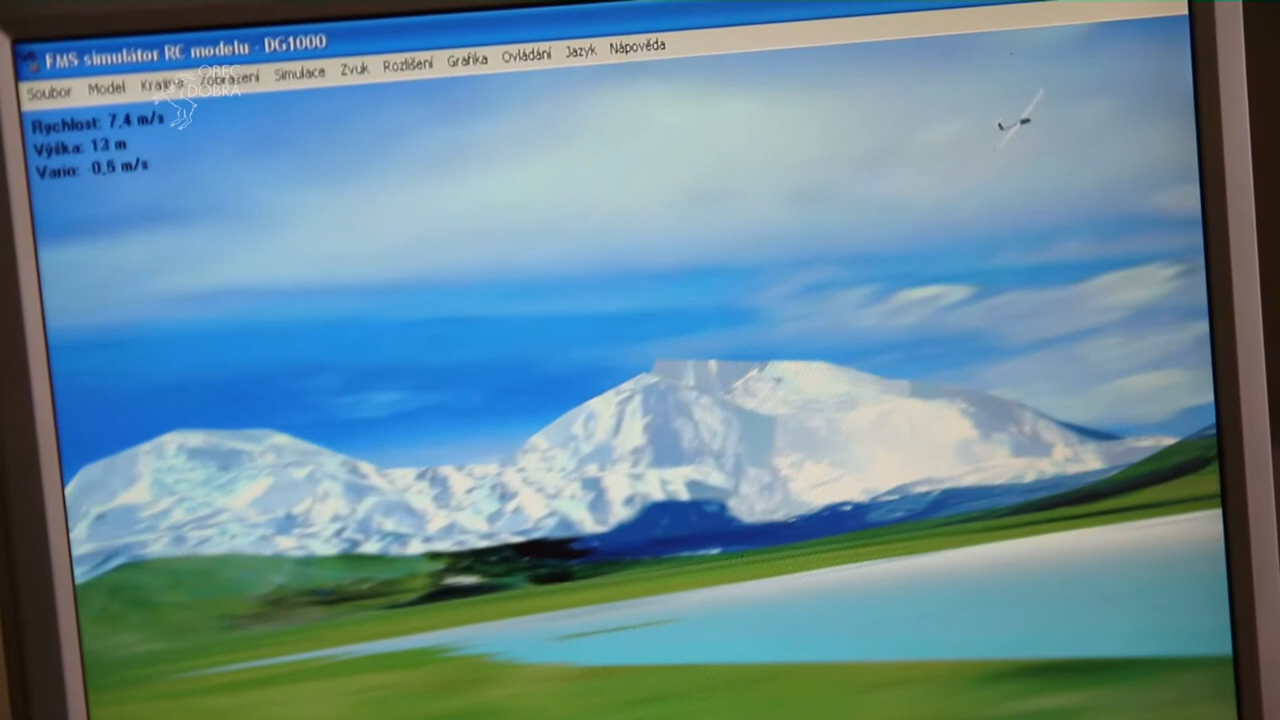 FMS simulátor RC modelu - DG1000
Soubor Model Krajina Zobrazení Simulace Zvuk Rozlišení Grafika Ovládání Jazyk Nápověda
OBEC
DOBRÁ
Rychlost: 7,4 m/s
Výška: 13 m
Vario: -0,5 m/s